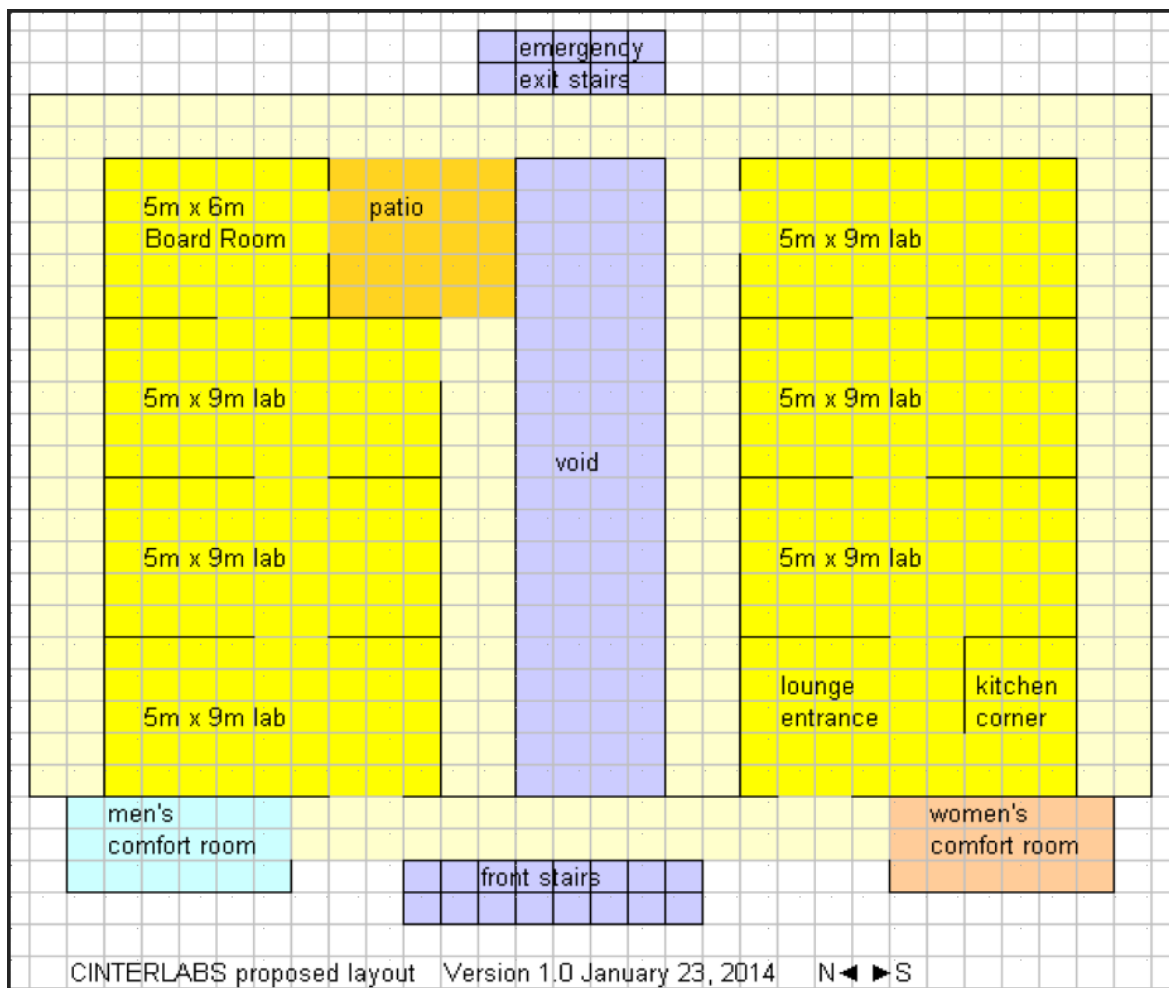 emergency
exit stairs
5m x 6m
Board Room
patio
5m x 9m lab
5m x 9m lab
5m x 9m lab
void
5m x 9m lab
5m x 9m lab
5m x 9m lab
lounge
entrance
kitchen
corner
men's
comfort room
women's
comfort room
front stairs
CINTERLABS proposed layout Version 1.0 January 23, 2014 N◄ ►S